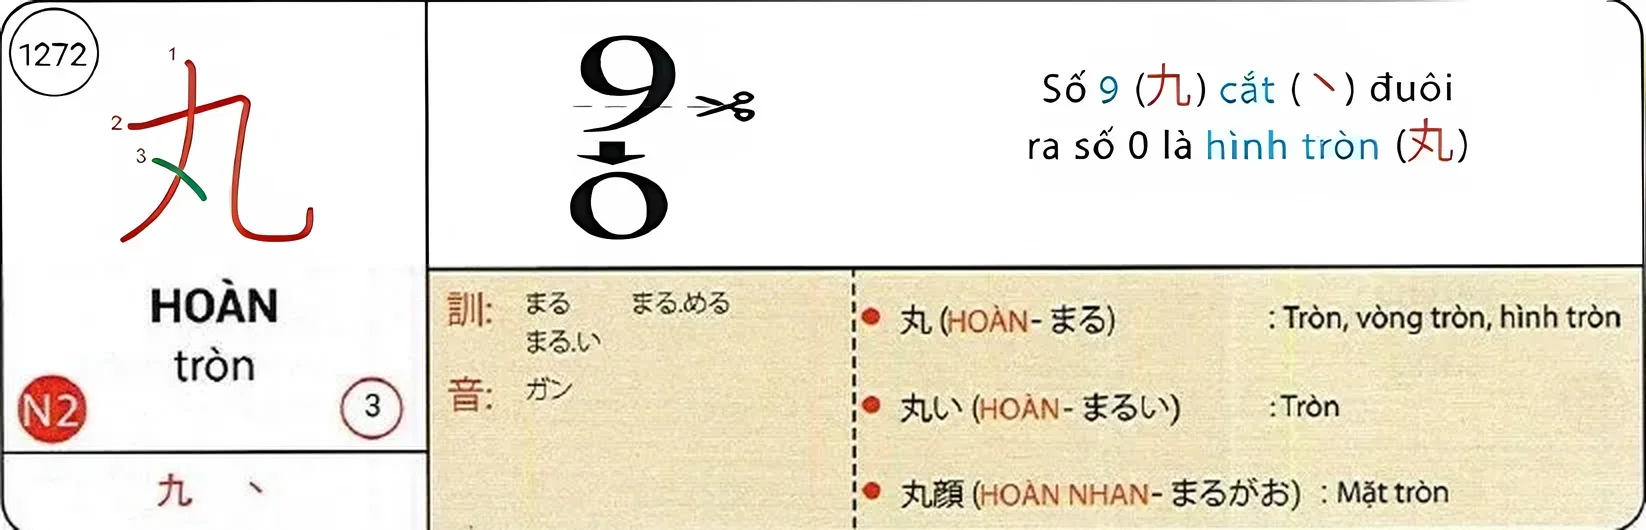 1272
1
2
3
丸
HOÀN
tròn
N2
3
九 丶
9
0
Số 9 (九) cắt (丶) đuôi
ra số 0 là hình tròn (丸)
訓: まる まる.める
まる.い
音: ガン
丸 (HOÀN- まる) : Tròn, vòng tròn, hình tròn
丸い (HOÀN- まるい) : Tròn
丸顔 (HOÀN NHAN- まるがお) : Mặt tròn